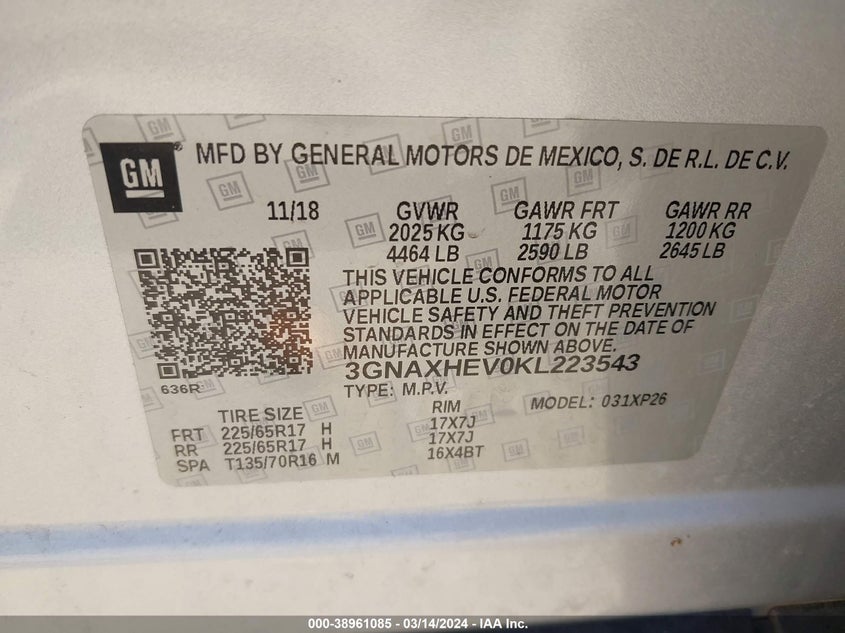 GM
MFD BY GENERAL MOTORS DE MEXICO, S. DE R.L. DE C.V.
11/18 GVWR GAWR FRT GAWR RR
2025 KG 1175 KG 1200 KG
4464 LB 2590 LB 2645 LB
THIS VEHICLE CONFORMS TO ALL
APPLICABLE U.S. FEDERAL MOTOR
VEHICLE SAFETY AND THEFT PREVENTION
STANDARDS IN EFFECT ON THE DATE OF
MANUFACTURE SHOWN ABOVE.
3GNAXHEV0KL223543
636R
TYPE: M.P.V.
TIRE SIZE RIM MODEL: 031XP26
FRT 225/65R17 H 17X7J
RR 225/65R17 H 17X7J
SPA T135/70R16 M 16X4BT
000-38961085 - 03/14/2024 - IAA Inc.